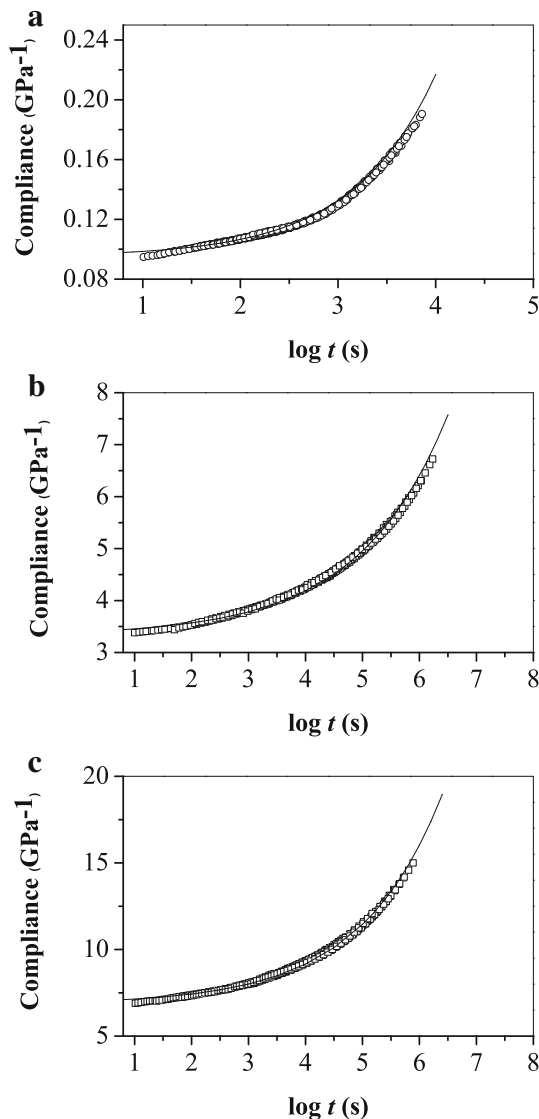 a
0.24
0.20
0.16
0.12
0.08
Compliance (GPa-1)
1 2 3 4 5
log t (s)
b
8
7
6
5
4
3
Compliance (GPa-1)
1 2 3 4 5 6 7 8
log t (s)
c
20
15
10
5
Compliance (GPa-1)
1 2 3 4 5 6 7 8
log t (s)